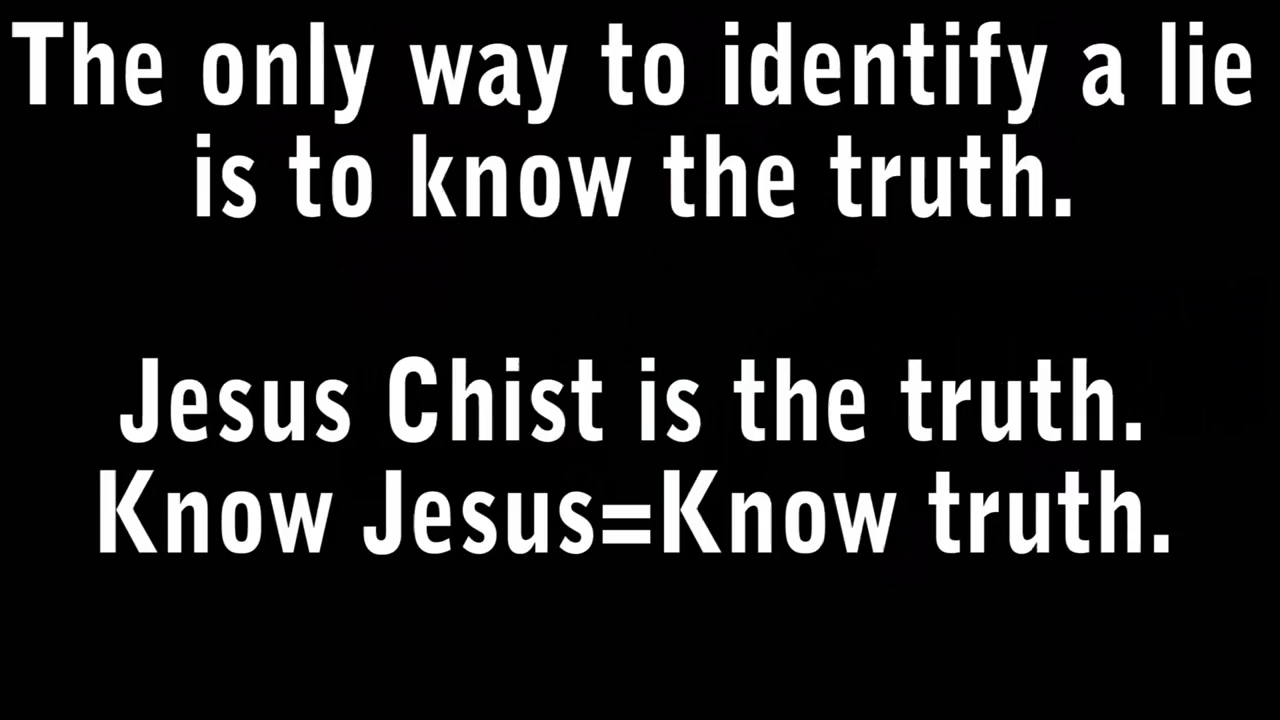 The only way to identify a lie
is to know the truth.
Jesus Chist is the truth.
Know Jesus=Know truth.